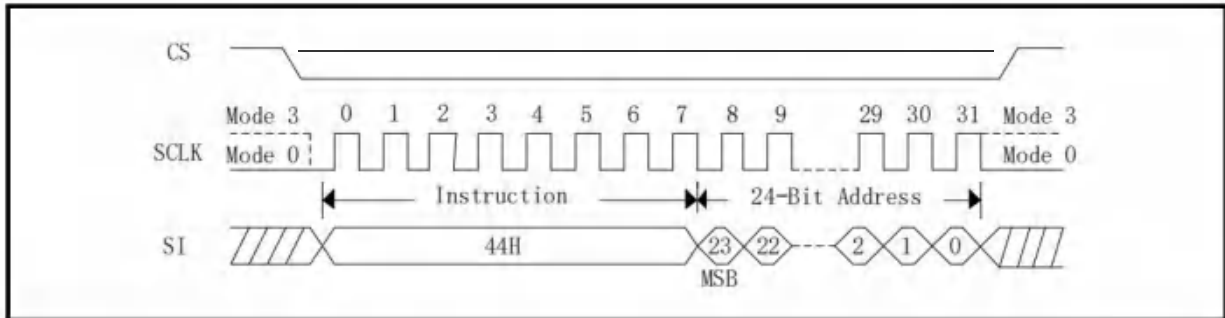 CS
Mode 3 0 1 2 3 4 5 6 7 8 9 29 30 31 Mode 3
SCLK Mode 0 Mode 0
Instruction 24-Bit Address
SI 44H 23 22 2 1 0
MSB